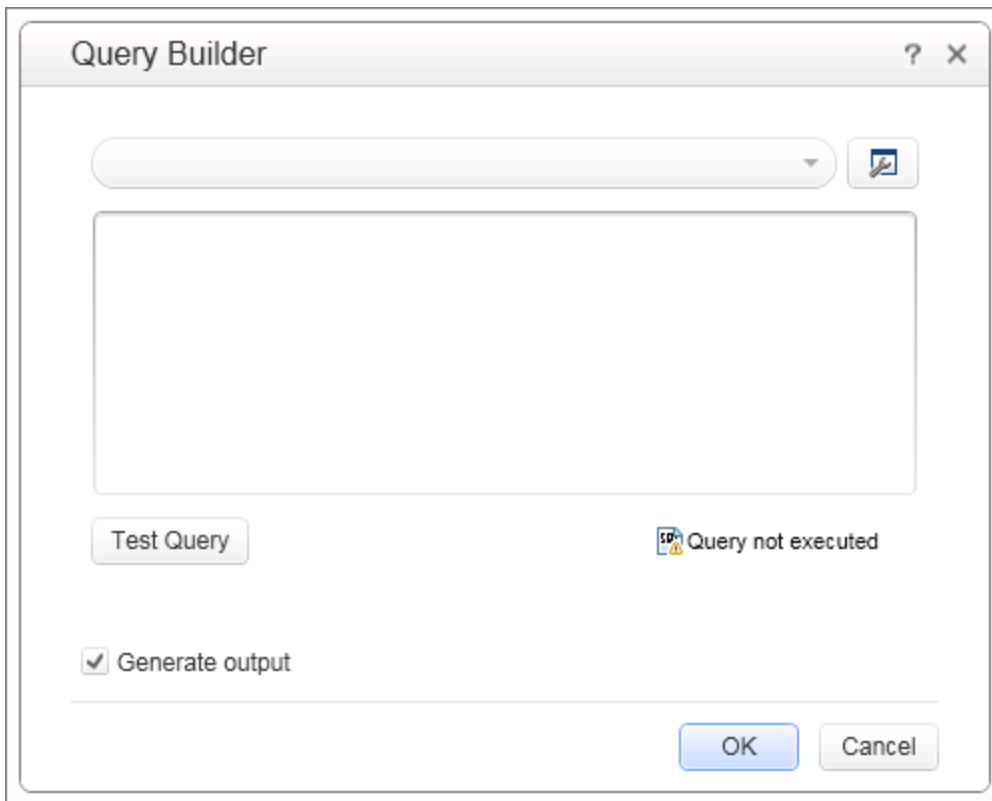 Query Builder
?
Test Query
Query not executed
Generate output
OK
Cancel